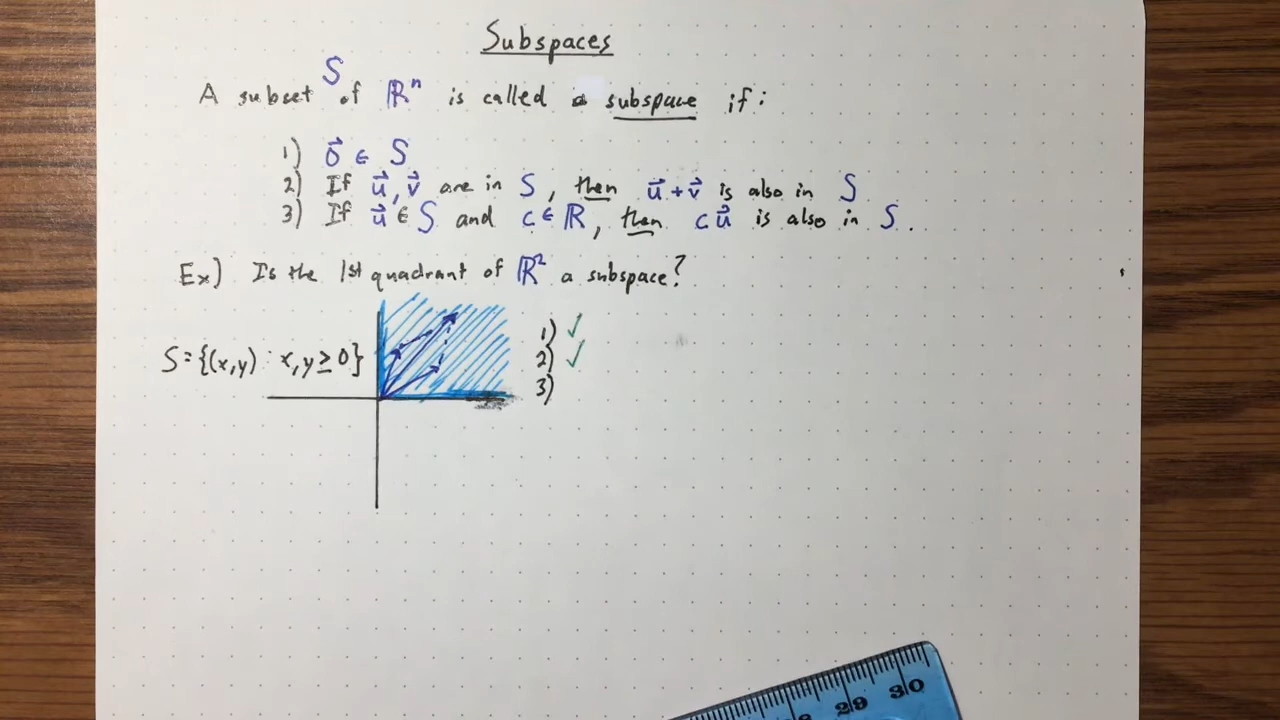 Subspaces
A subset S of ℝⁿ is called a subspace if:
1) 0⃗ ∈ S
2) If u⃗, v⃗ are in S, then u⃗ + v⃗ is also in S
3) If u⃗ ∈ S and c ∈ ℝ, then cu⃗ is also in S.
Ex) Is the 1st quadrant of ℝ² a subspace?
S = {(x,y) : x, y ≥ 0}
1) ✓
2) ✓
3)
29 30